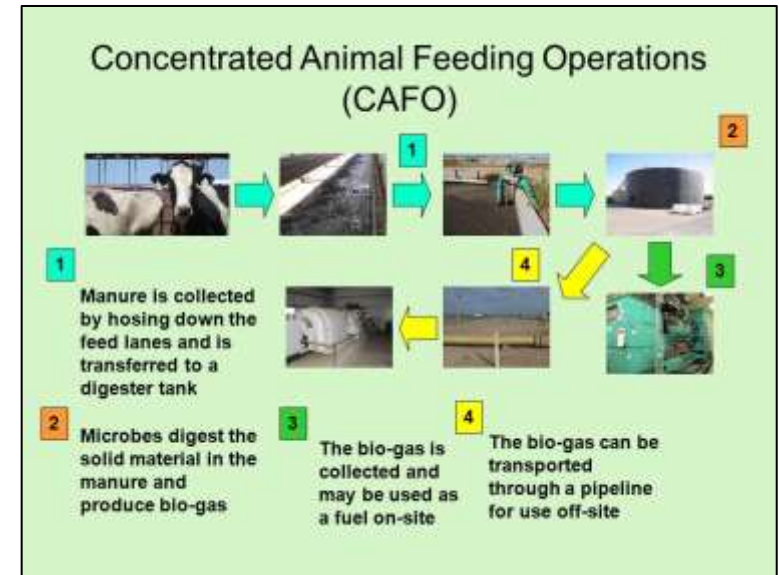 Concentrated Animal Feeding Operations
(CAFO)
1
2
1
4
3
Manure is collected
by hosing down the
feed lanes and is
transferred to a
digester tank
2
Microbes digest the
solid material in the
manure and
produce bio-gas
3
The bio-gas is
collected and
may be used as
a fuel on-site
4
The bio-gas can be
transported
through a pipeline
for use off-site